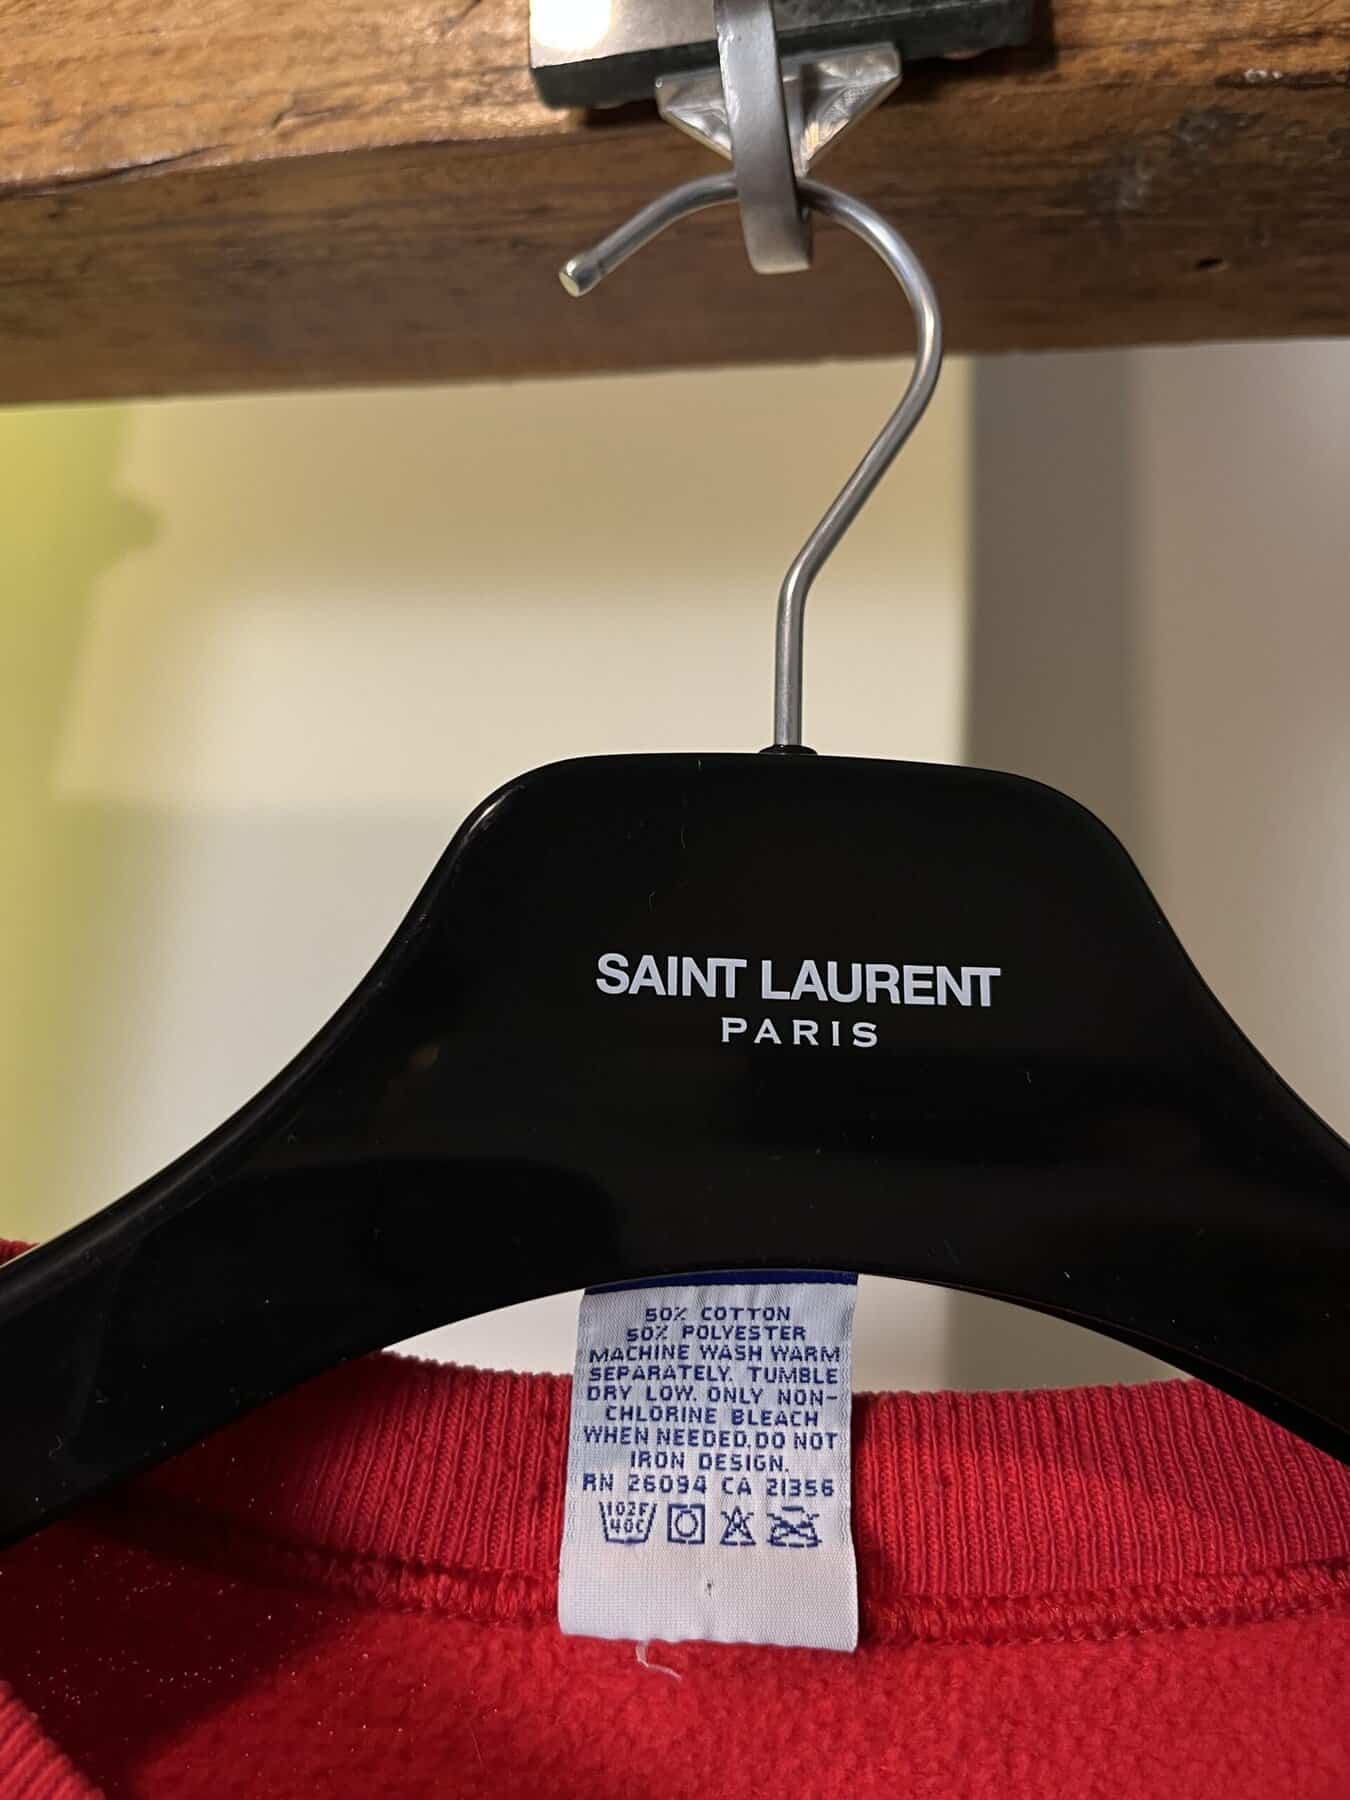 SAINT LAURENT
PARIS
50% COTTON
50% POLYESTER
MACHINE WASH WARM
SEPARATELY. TUMBLE
DRY LOW. ONLY NON-
CHLORINE BLEACH
WHEN NEEDED. DO NOT
IRON DESIGN.
RN 26094 CA 21356
102F
40C